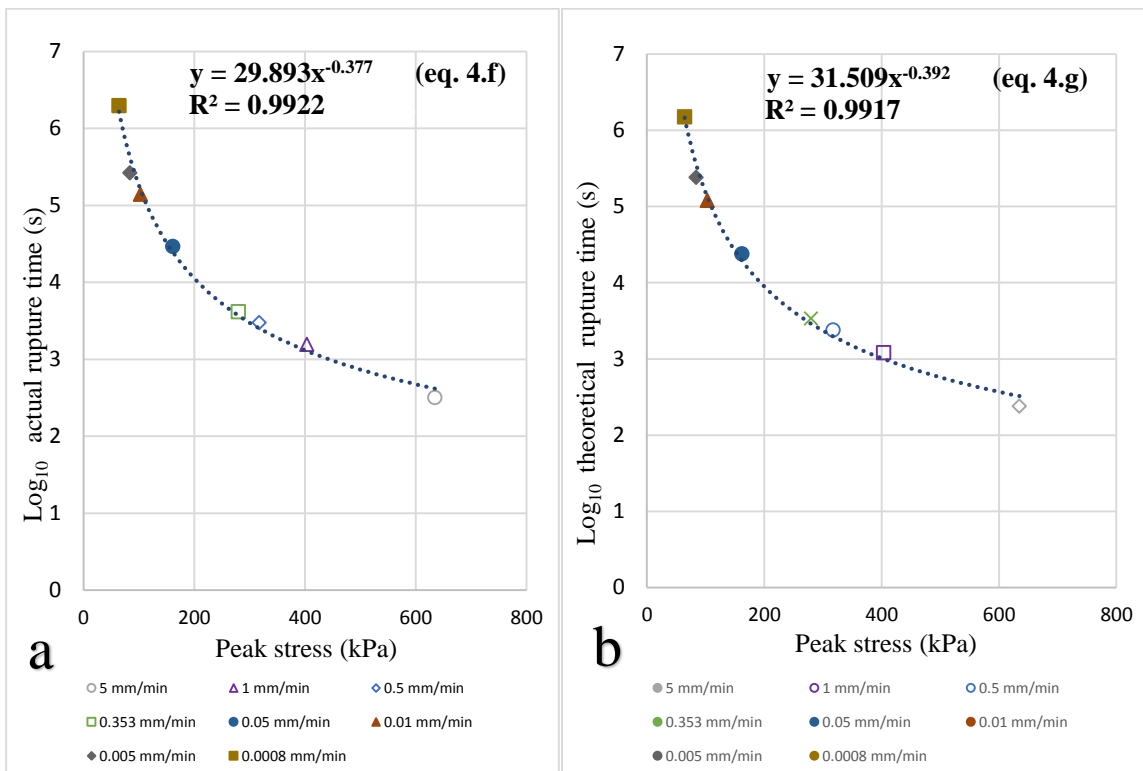 y = 29.893x^-0.377 (eq. 4.f)
R² = 0.9922
7
6
5
4
3
2
1
0
Log₁₀ actual rupture time (s)
0 200 400 600 800
Peak stress (kPa)
a
5 mm/min 1 mm/min 0.5 mm/min
0.353 mm/min 0.05 mm/min 0.01 mm/min
0.005 mm/min 0.0008 mm/min
y = 31.509x^-0.392 (eq. 4.g)
R² = 0.9917
7
6
5
4
3
2
1
0
Log₁₀ theoretical rupture time (s)
0 200 400 600 800
Peak stress (kPa)
b
5 mm/min 1 mm/min 0.5 mm/min
0.353 mm/min 0.05 mm/min 0.01 mm/min
0.005 mm/min 0.0008 mm/min